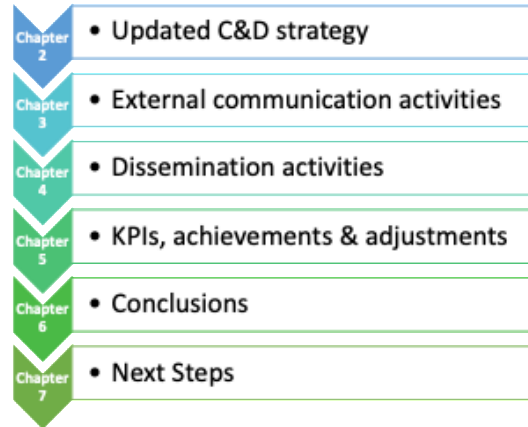 Chapter
2
• Updated C&D strategy
Chapter
3
• External communication activities
Chapter
4
• Dissemination activities
Chapter
5
• KPIs, achievements & adjustments
Chapter
6
• Conclusions
Chapter
7
• Next Steps